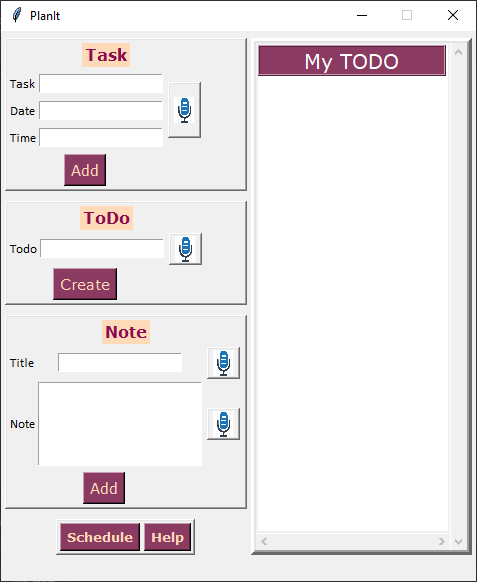 PlanIt
Task
Task
Date
Time
Add
ToDo
Todo
Create
Note
Title
Note
Add
Schedule Help
My TODO